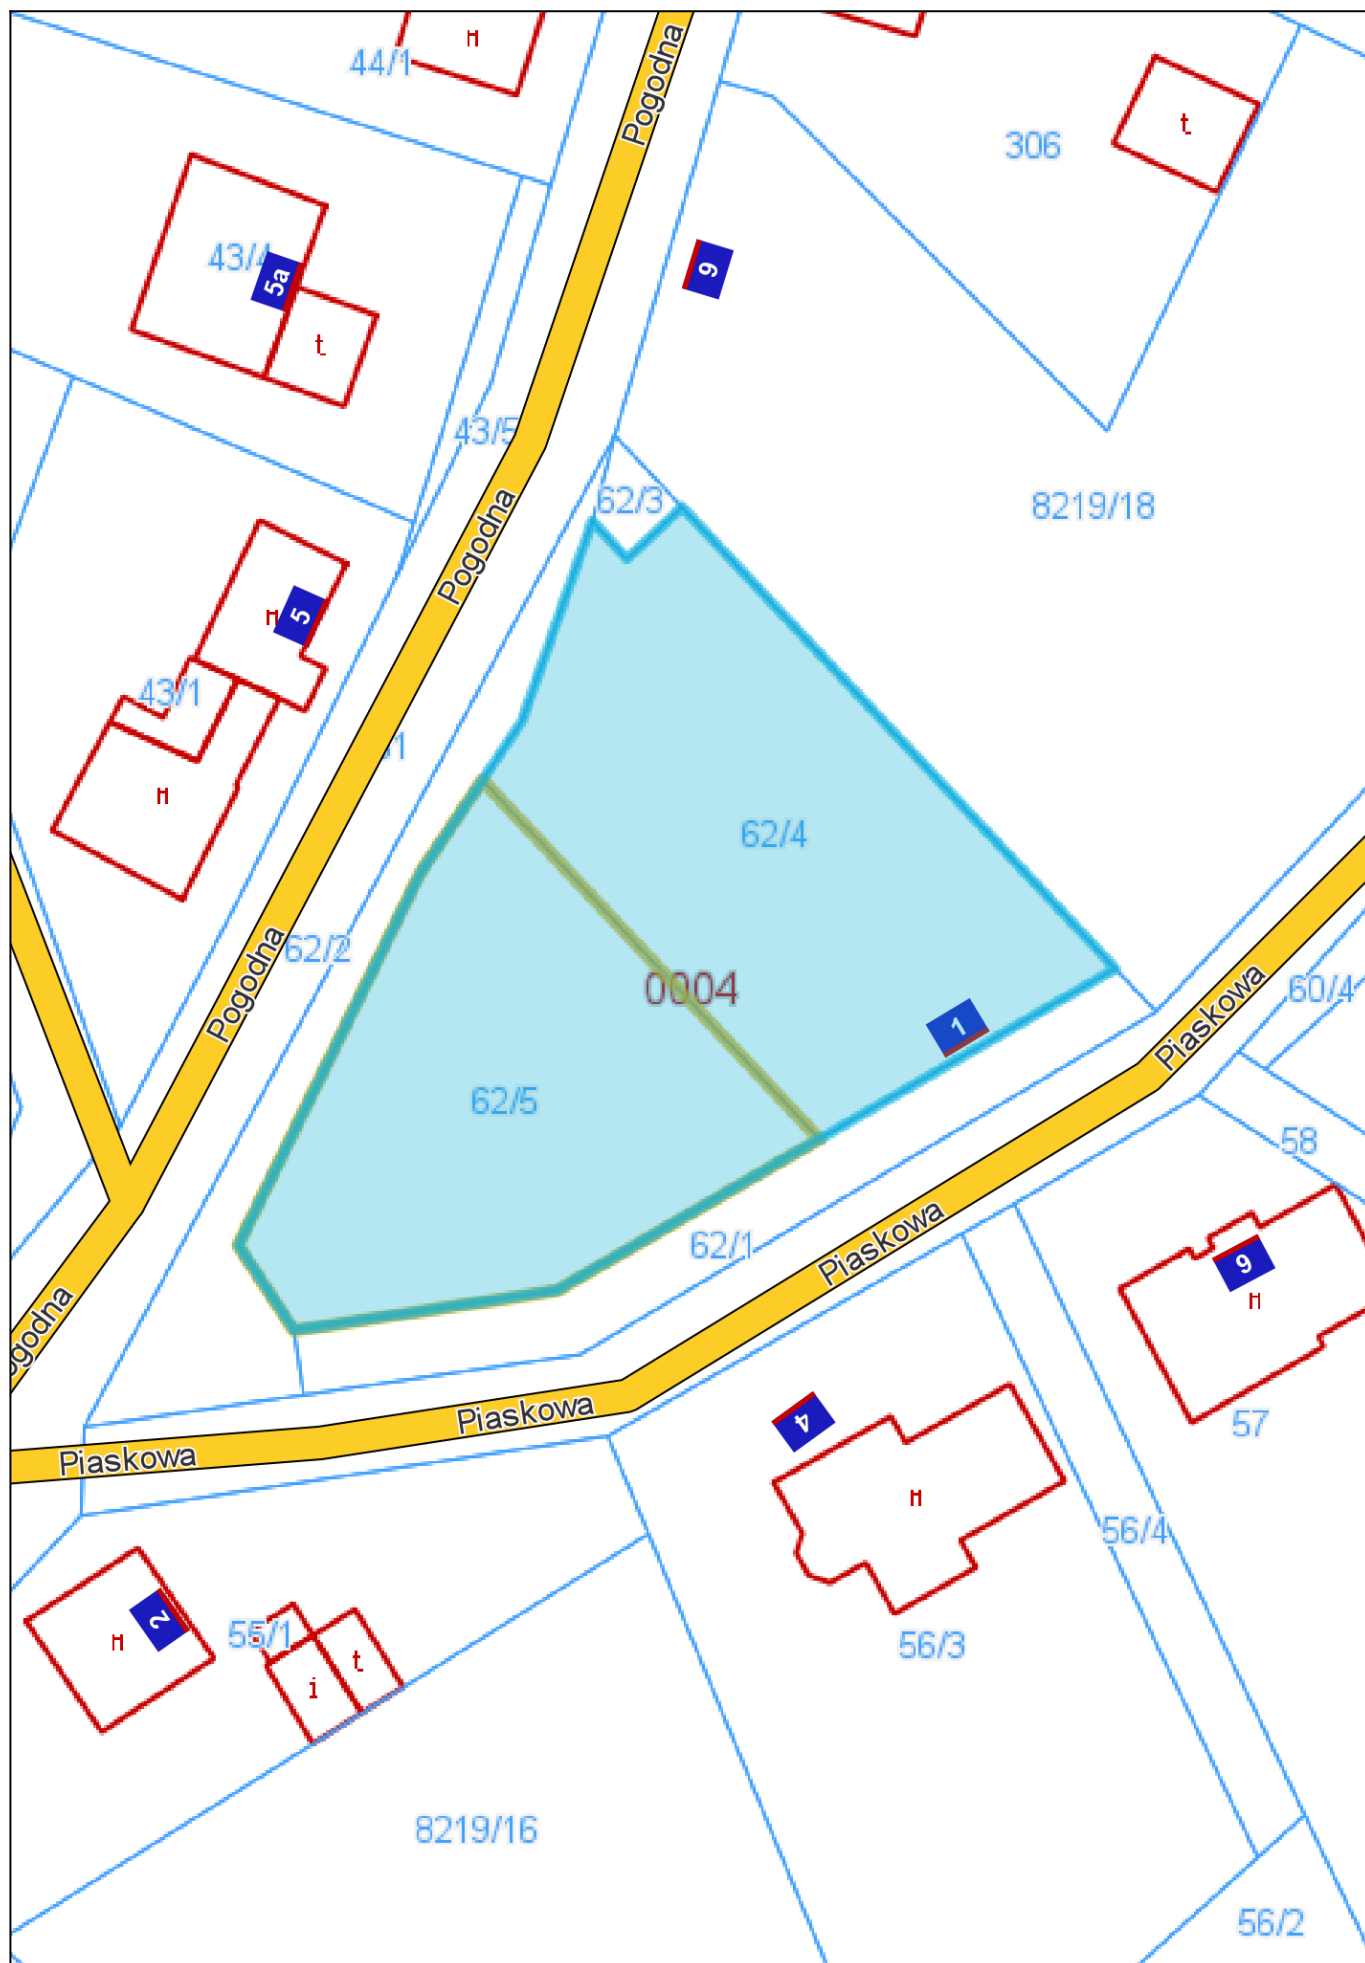 Pogodna
м
44/1
306
t
43/4
5a
9
t
43/5
62/3
8219/18
Pogodna
м
5
43/1
м
62/4
62/2
Pogodna
0004
60/4
1
Piaskowa
62/5
58
62/1
Piaskowa
9
м
ogodna
4
57
Piaskowa
Piaskowa
м
56/4
2
м
55/1
t
i
56/3
8219/16
56/2